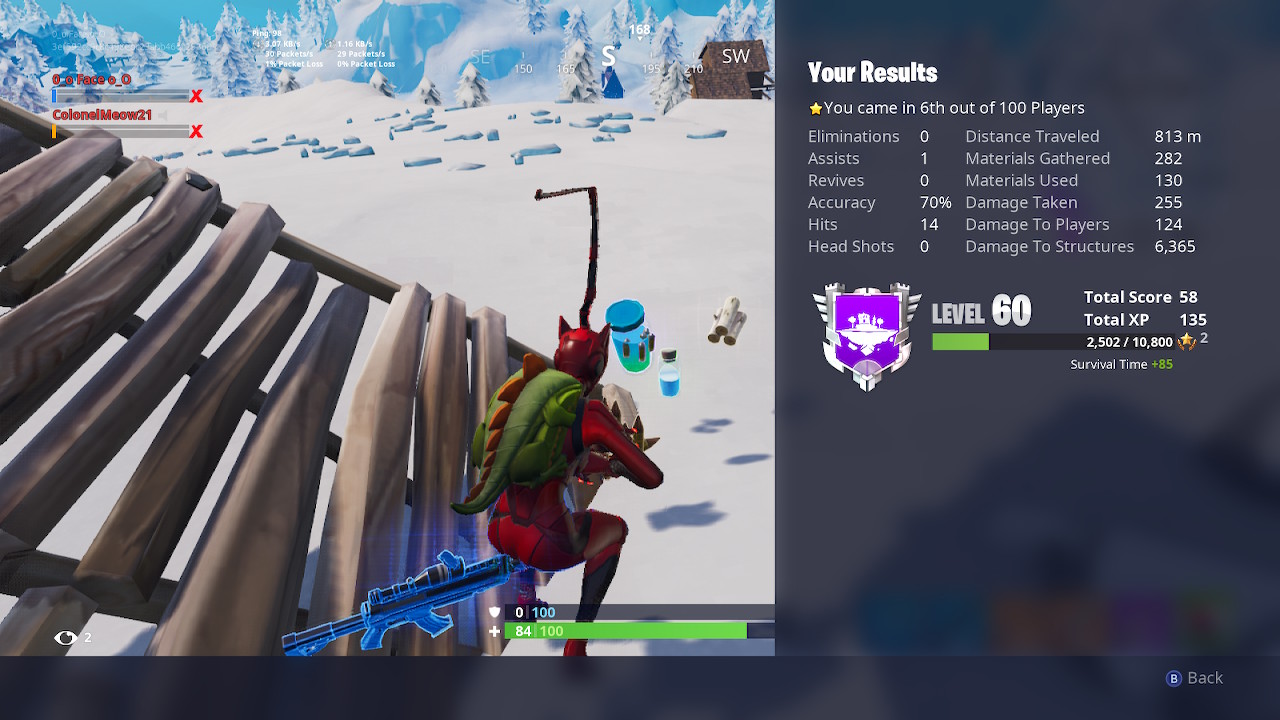 Ping: 98
3.07 KB/s 1.16 KB/s
30 Packets/s 29 Packets/s
1% Packet Loss 0% Packet Loss
168
SE 150 165 S 195 210 SW
0_o Face o_O X
ColonelMeow21 X
2
0 | 100
84 | 100
Your Results
You came in 6th out of 100 Players
Eliminations 0 Distance Traveled 813 m
Assists 1 Materials Gathered 282
Revives 0 Materials Used 130
Accuracy 70% Damage Taken 255
Hits 14 Damage To Players 124
Head Shots 0 Damage To Structures 6,365
LEVEL 60
Total Score 58
Total XP 135
2,502 / 10,800 2
Survival Time +85
B Back